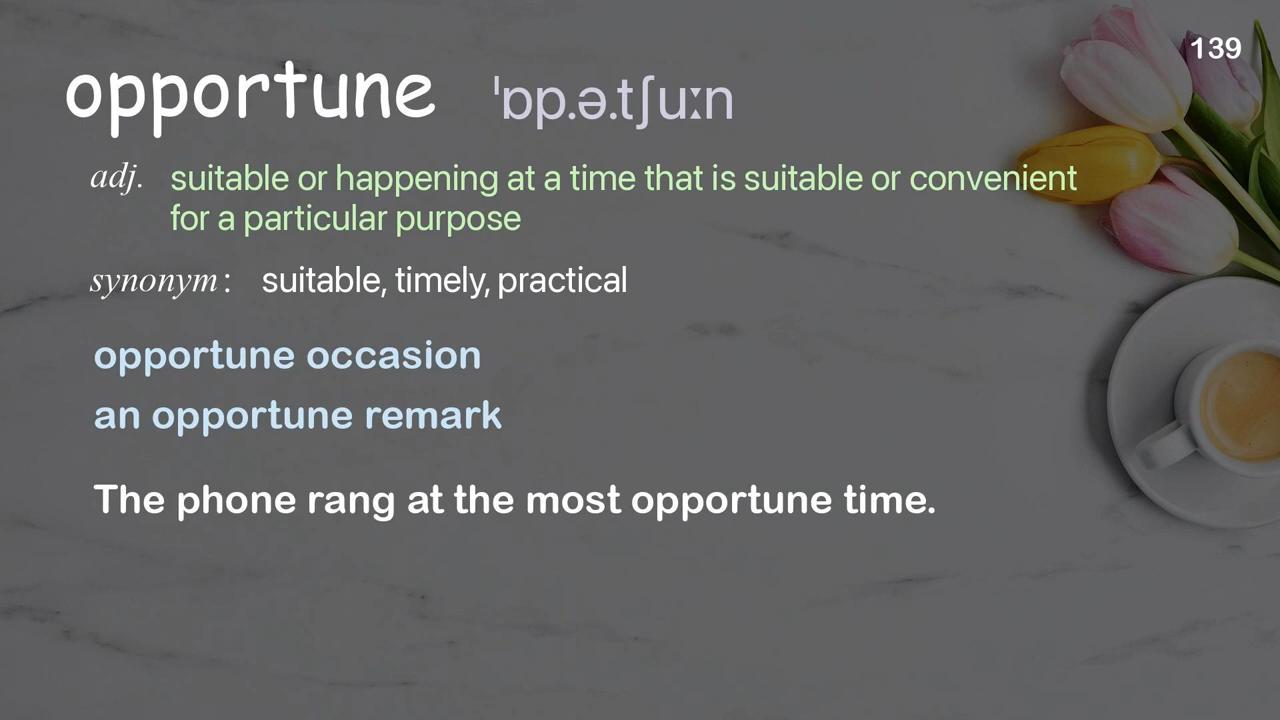 139
opportune ˈɒp.ə.tʃuːn
adj. suitable or happening at a time that is suitable or convenient
for a particular purpose
synonym: suitable, timely, practical
opportune occasion
an opportune remark
The phone rang at the most opportune time.